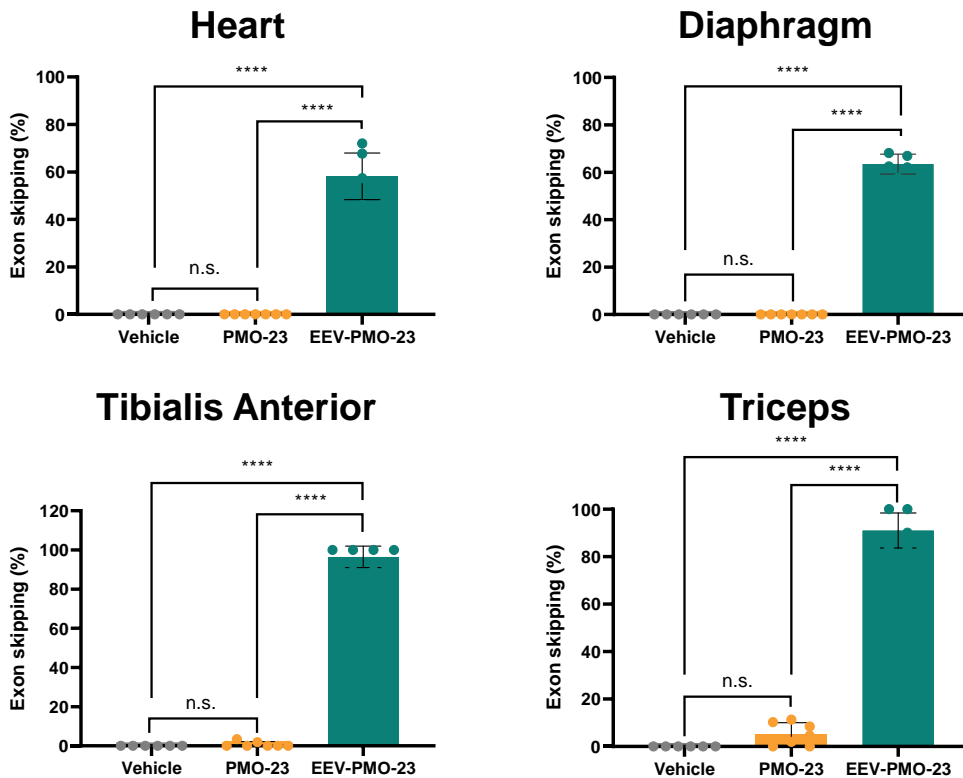 Heart
****
****
n.s.
Exon skipping (%)
100
80
60
40
20
0
Vehicle PMO-23 EEV-PMO-23
Diaphragm
****
****
n.s.
Exon skipping (%)
100
80
60
40
20
0
Vehicle PMO-23 EEV-PMO-23
Tibialis Anterior
****
****
n.s.
Exon skipping (%)
120
100
80
60
40
20
0
Vehicle PMO-23 EEV-PMO-23
Triceps
****
****
n.s.
Exon skipping (%)
100
80
60
40
20
0
Vehicle PMO-23 EEV-PMO-23